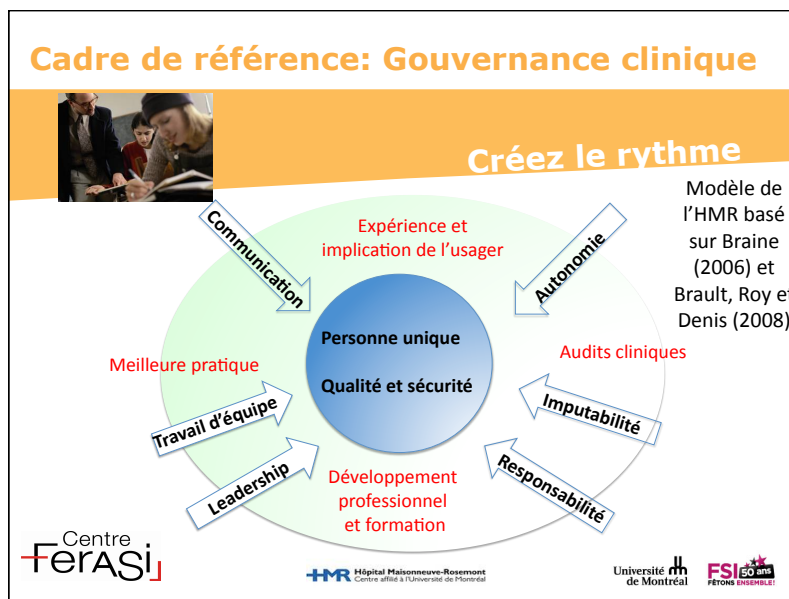 Cadre de référence: Gouvernance clinique
Créez le rythme
Modèle de
l'HMR basé
sur Braine
(2006) et
Brault, Roy et
Denis (2008)
Communication
Expérience et
implication de l'usager
Autonomie
Personne unique
Qualité et sécurité
Meilleure pratique
Audits cliniques
Travail d'équipe
Imputabilité
Leadership
Développement
professionnel
et formation
Responsabilité
Centre
FERASI
HMR Hôpital Maisonneuve-Rosemont
Centre affilié à l'Université de Montréal
Université
de Montréal
FSI 50 ans
FÊTONS ENSEMBLE!